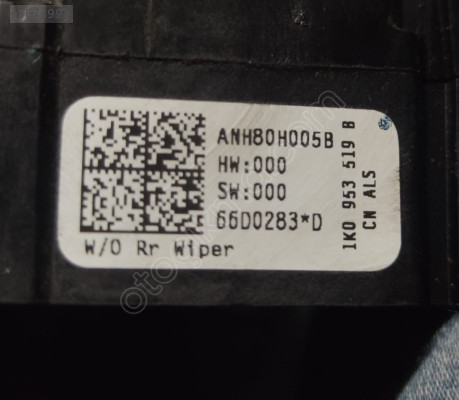 ANH80H005B
HW:000
SW:000
66D0283*D
W/O Rr Wiper
1K0 953 519 B
CN ALS